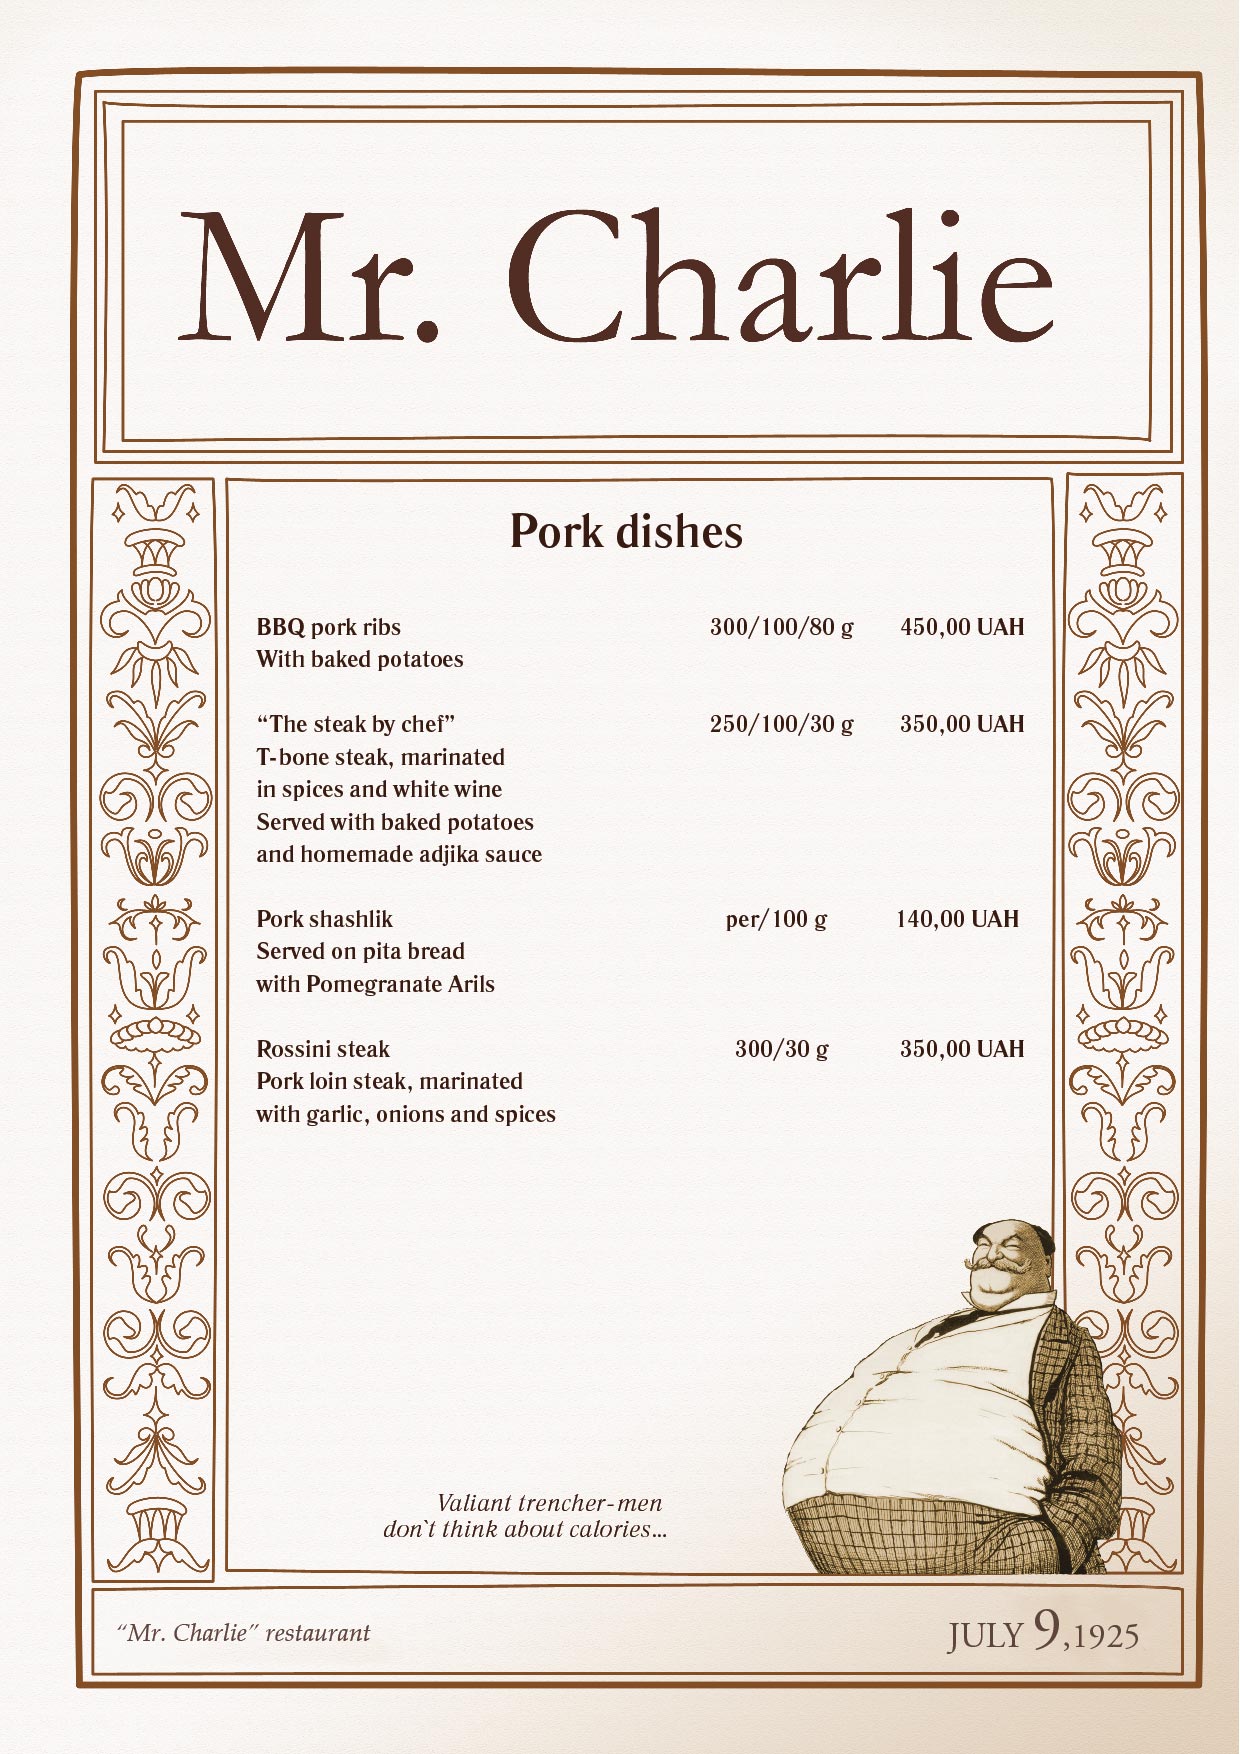 Mr. Charlie
Pork dishes
BBQ pork ribs 300/100/80 g 450,00 UAH
With baked potatoes
“The steak by chef” 250/100/30 g 350,00 UAH
T-bone steak, marinated
in spices and white wine
Served with baked potatoes
and homemade adjika sauce
Pork shashlik per/100 g 140,00 UAH
Served on pita bread
with Pomegranate Arils
Rossini steak 300/30 g 350,00 UAH
Pork loin steak, marinated
with garlic, onions and spices
Valiant trencher-men
don`t think about calories...
“Mr. Charlie” restaurant JULY 9,1925